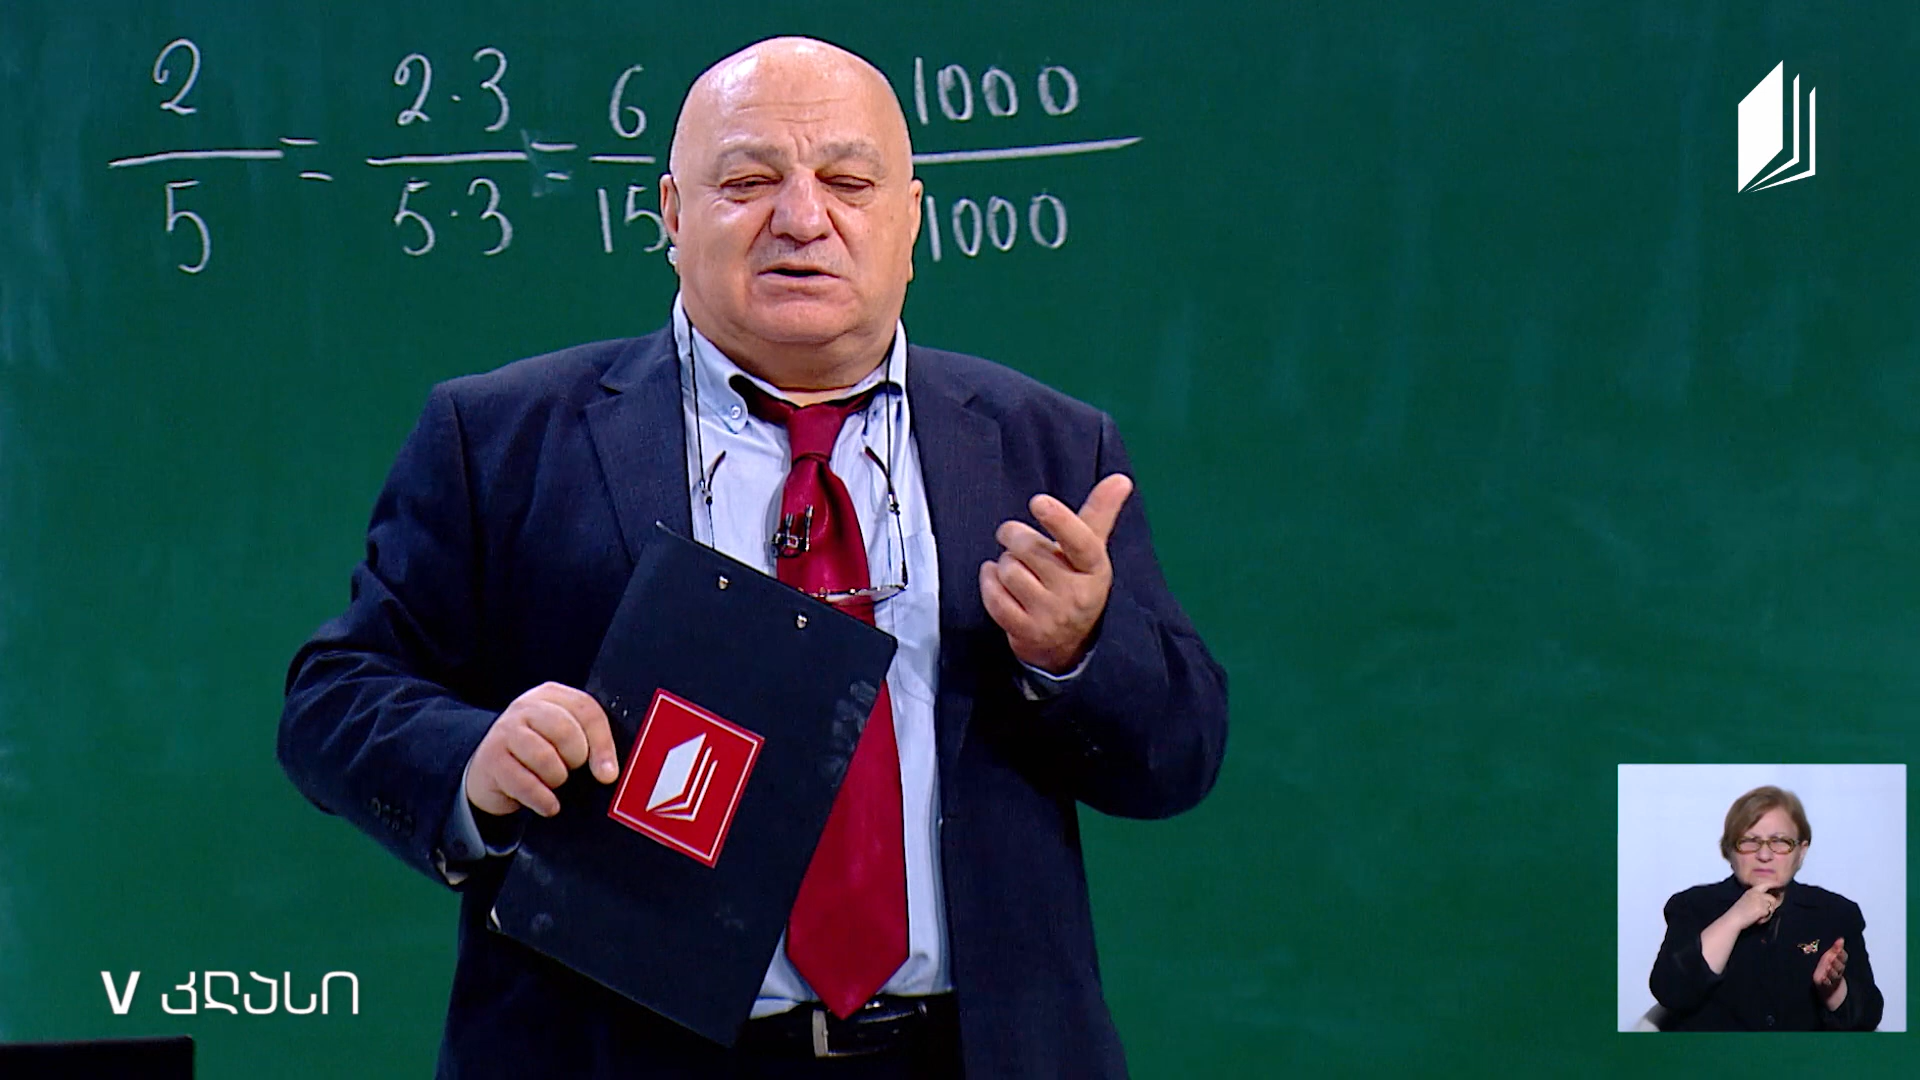 2   2·3   6   1000
— = — = —   —
5   5·3   15   1000
V კლასი